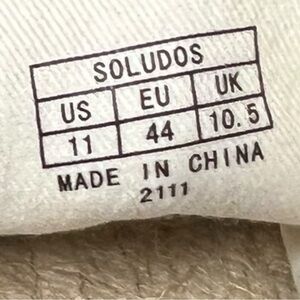 SOLUDOS
US EU UK
11 44 10.5
MADE IN CHINA
2111